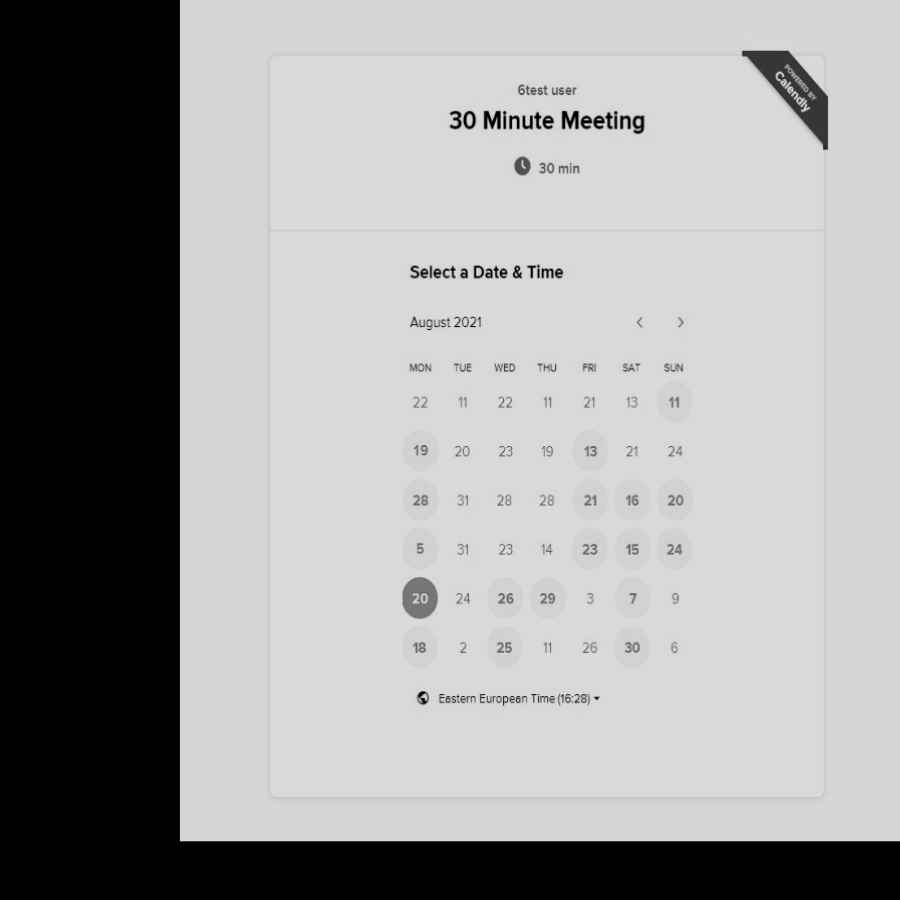 POWERED BY
Calendly
6test user
30 Minute Meeting
30 min
Select a Date & Time
August 2021
MON TUE WED THU FRI SAT SUN
22 11 22 11 21 13 11
19 20 23 19 13 21 24
28 31 28 28 21 16 20
5 31 23 14 23 15 24
20 24 26 29 3 7 9
18 2 25 11 26 30 6
Eastern European Time (16:28)